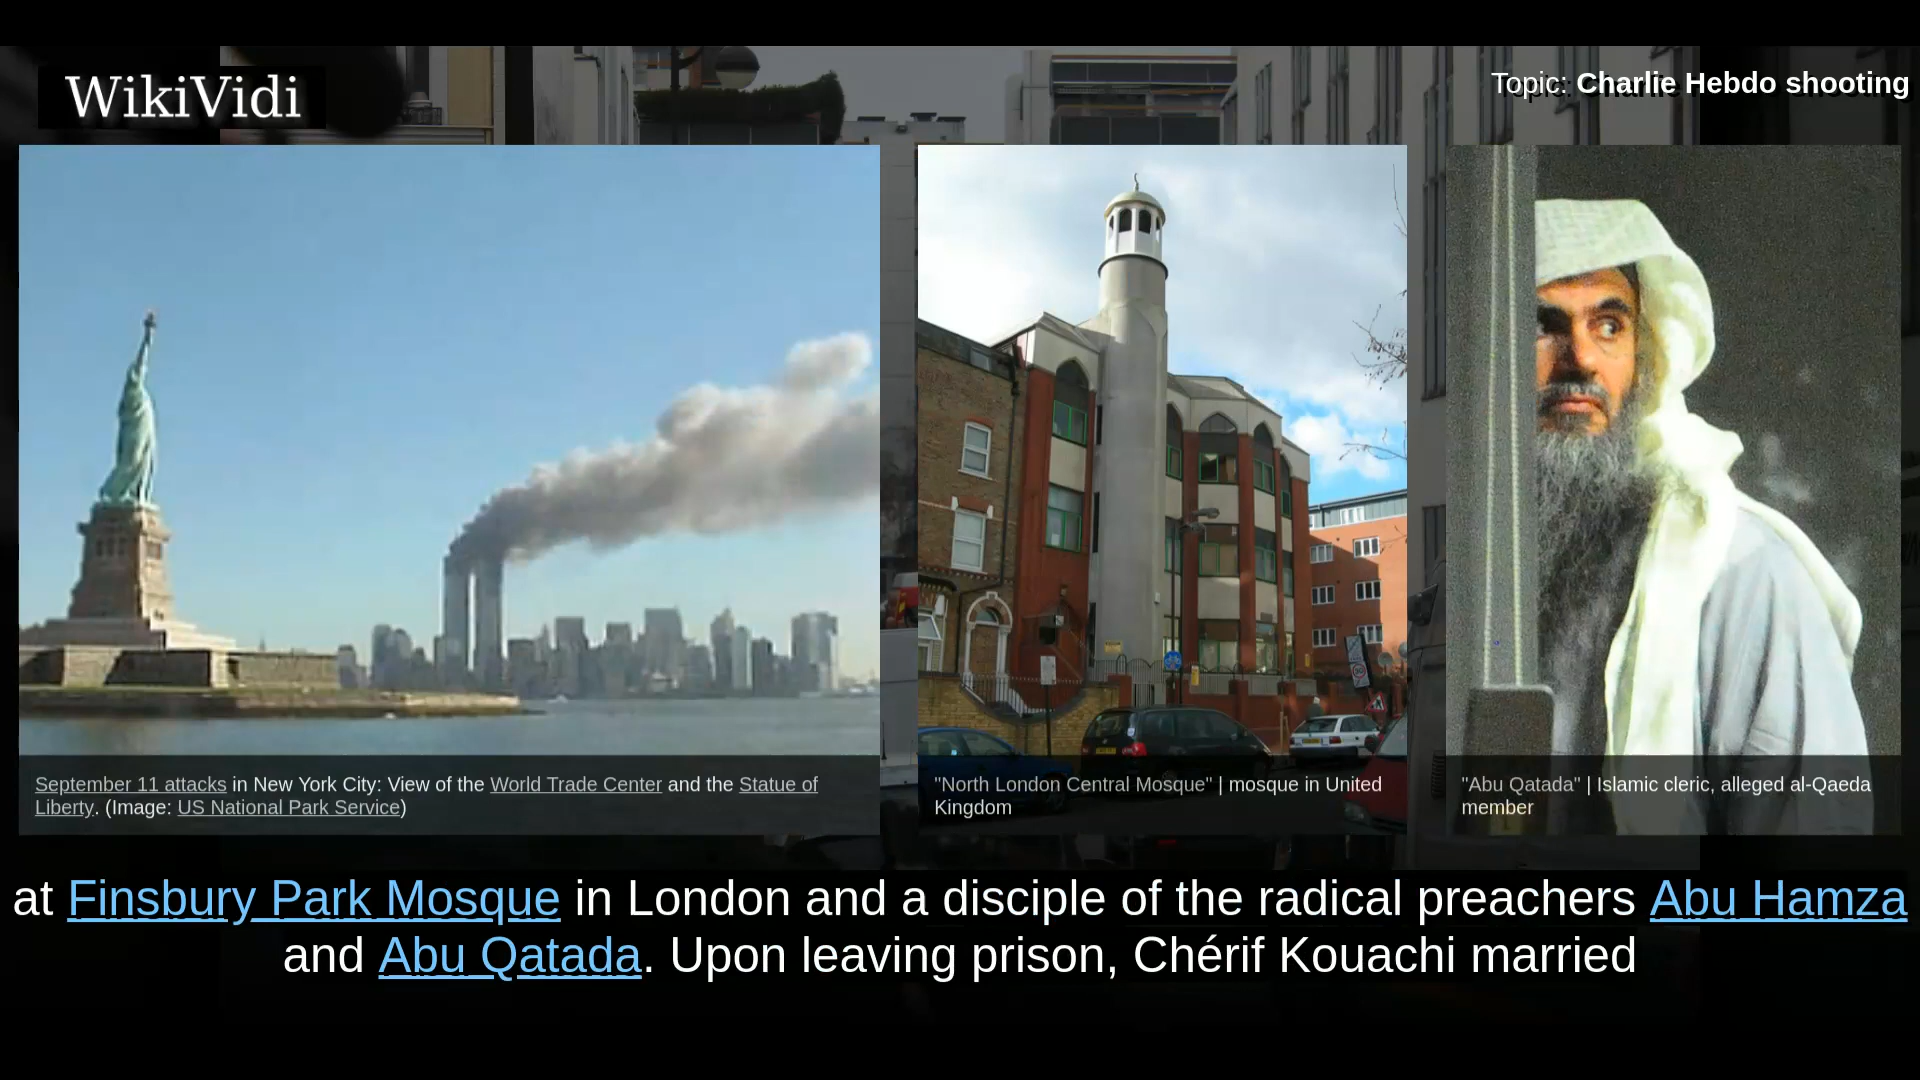 WikiVidi
Topic: Charlie Hebdo shooting
September 11 attacks in New York City: View of the World Trade Center and the Statue of
Liberty. (Image: US National Park Service)
"North London Central Mosque" | mosque in United
Kingdom
"Abu Qatada" | Islamic cleric, alleged al-Qaeda
member
at Finsbury Park Mosque in London and a disciple of the radical preachers Abu Hamza
and Abu Qatada. Upon leaving prison, Chérif Kouachi married